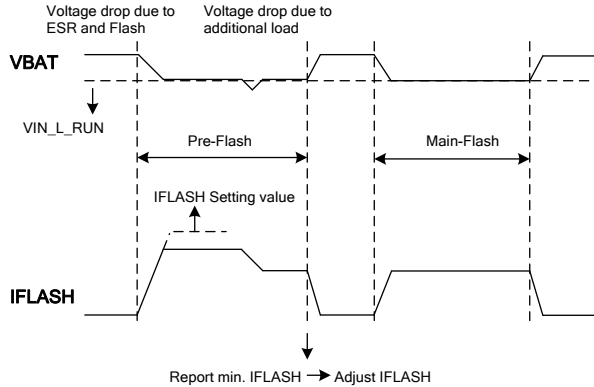 Voltage drop due to
ESR and Flash
Voltage drop due to
additional load
VBAT
VIN_L_RUN
Pre-Flash
Main-Flash
IFLASH Setting value
IFLASH
Report min. IFLASH
Adjust IFLASH